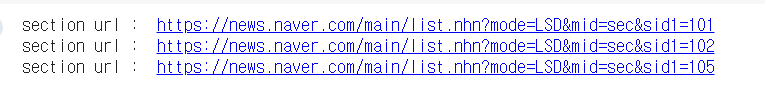 section url :  https://news.naver.com/main/list.nhn?mode=LSD&mid=sec&sid1=101
section url :  https://news.naver.com/main/list.nhn?mode=LSD&mid=sec&sid1=102
section url :  https://news.naver.com/main/list.nhn?mode=LSD&mid=sec&sid1=105